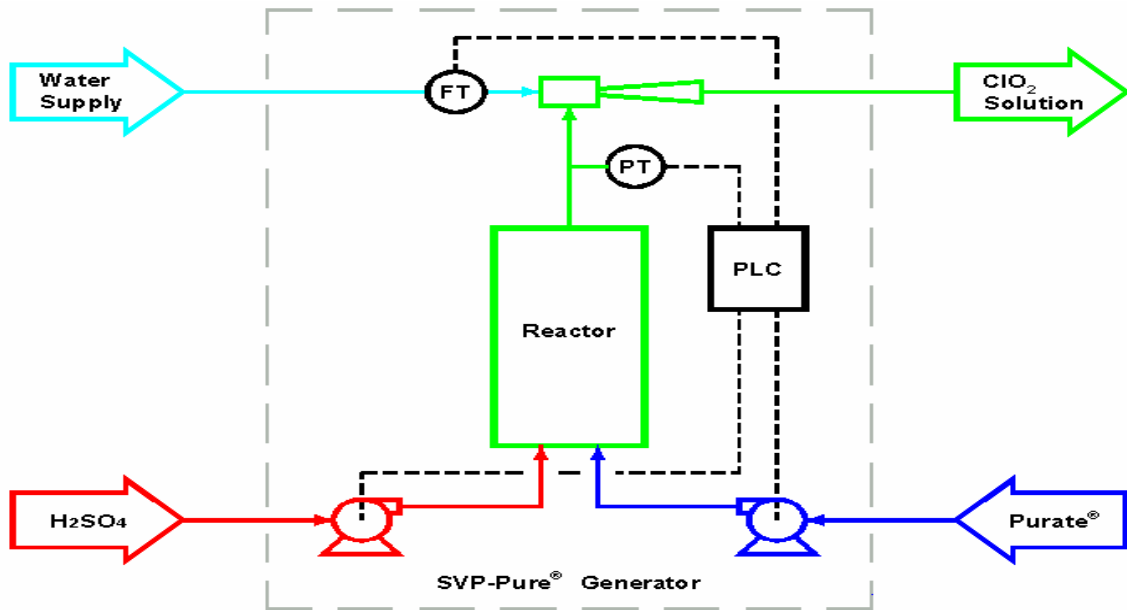 Water
Supply
FT
ClO₂
Solution
PT
PLC
Reactor
H₂SO₄
Purate®
SVP-Pure® Generator